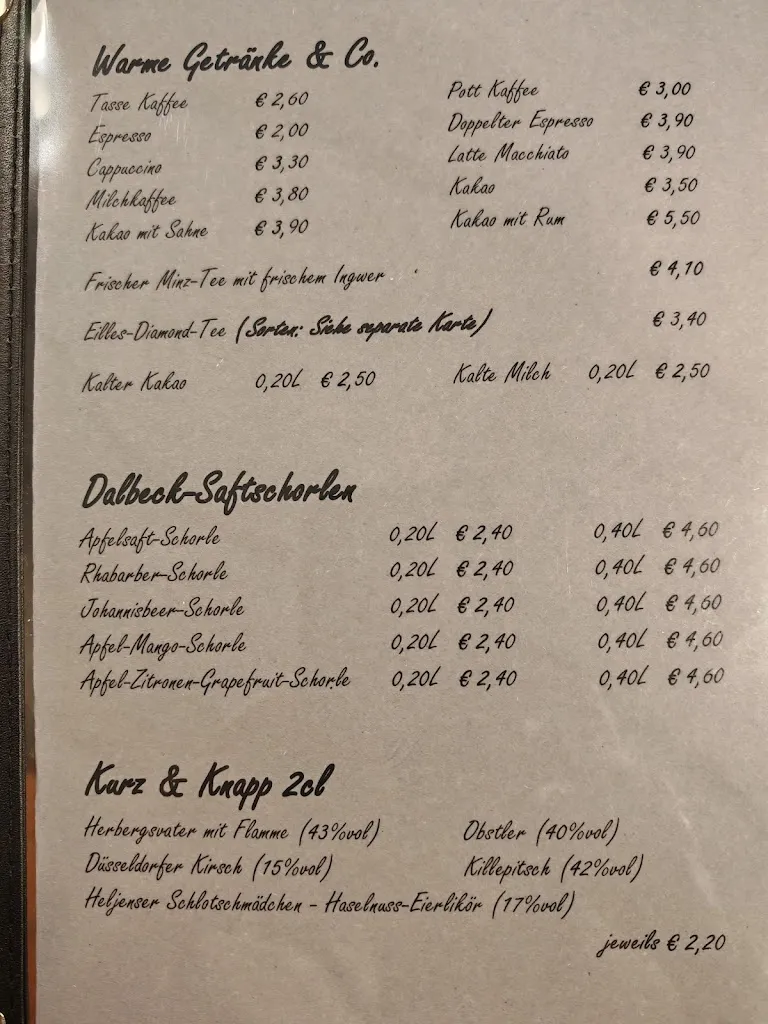 Warme Getränke & Co.
Tasse Kaffee € 2,60 Pott Kaffee € 3,00
Espresso € 2,00 Doppelter Espresso € 3,90
Cappuccino € 3,30 Latte Macchiato € 3,90
Milchkaffee € 3,80 Kakao € 3,50
Kakao mit Sahne € 3,90 Kakao mit Rum € 5,50
Frischer Minz-Tee mit frischem Ingwer € 4,10
Eilles-Diamond-Tee (Sorten: Siehe separate Karte) € 3,40
Kalter Kakao 0,20L € 2,50 Kalte Milch 0,20L € 2,50
Dalbeck-Saftschorlen
Apfelsaft-Schorle 0,20L € 2,40 0,40L € 4,60
Rhabarber-Schorle 0,20L € 2,40 0,40L € 4,60
Johannisbeer-Schorle 0,20L € 2,40 0,40L € 4,60
Apfel-Mango-Schorle 0,20L € 2,40 0,40L € 4,60
Apfel-Zitronen-Grapefruit-Schorle 0,20L € 2,40 0,40L € 4,60
Kurz & Knapp 2cl
Herbergsvater mit Flamme (43%vol) Obstler (40%vol)
Düsseldorfer Kirsch (15%vol) Killepitsch (42%vol)
Heljenser Schlotschmädchen - Haselnuss-Eierlikör (17%vol)
jeweils € 2,20